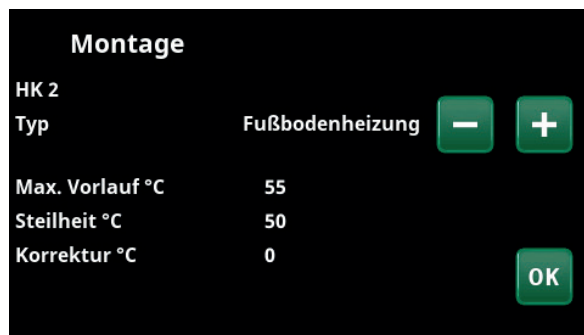 Montage
HK 2
Typ Fußbodenheizung − +
Max. Vorlauf °C 55
Steilheit °C 50
Korrektur °C 0
OK